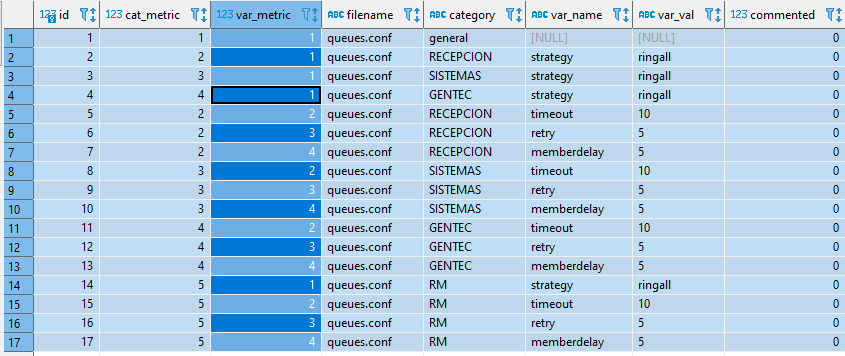 123 id 123 cat_metric 123 var_metric ABC filename ABC category ABC var_name ABC var_val 123 commented
1 1 1 1 queues.conf general [NULL] [NULL] 0
2 2 2 1 queues.conf RECEPCION strategy ringall 0
3 3 3 1 queues.conf SISTEMAS strategy ringall 0
4 4 4 1 queues.conf GENTEC strategy ringall 0
5 5 2 2 queues.conf RECEPCION timeout 10 0
6 6 2 3 queues.conf RECEPCION retry 5 0
7 7 2 4 queues.conf RECEPCION memberdelay 5 0
8 8 3 2 queues.conf SISTEMAS timeout 10 0
9 9 3 3 queues.conf SISTEMAS retry 5 0
10 10 3 4 queues.conf SISTEMAS memberdelay 5 0
11 11 4 2 queues.conf GENTEC timeout 10 0
12 12 4 3 queues.conf GENTEC retry 5 0
13 13 4 4 queues.conf GENTEC memberdelay 5 0
14 14 5 1 queues.conf RM strategy ringall 0
15 15 5 2 queues.conf RM timeout 10 0
16 16 5 3 queues.conf RM retry 5 0
17 17 5 4 queues.conf RM memberdelay 5 0